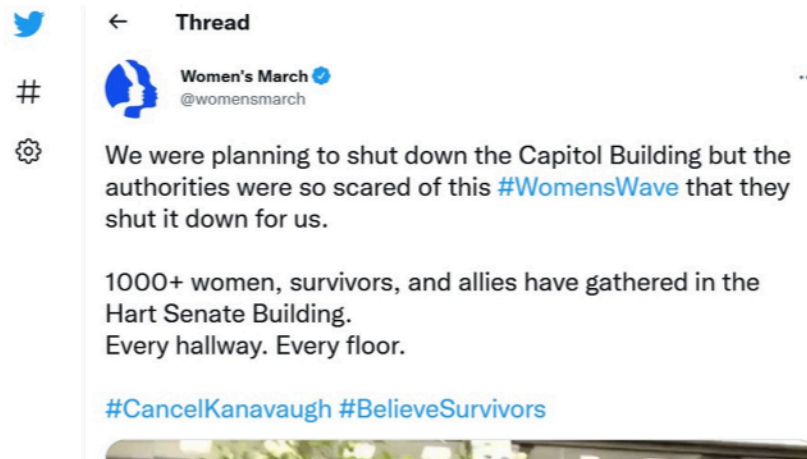 Thread
Women's March
@womensmarch
We were planning to shut down the Capitol Building but the
authorities were so scared of this #WomensWave that they
shut it down for us.
1000+ women, survivors, and allies have gathered in the
Hart Senate Building.
Every hallway. Every floor.
#CancelKanavaugh #BelieveSurvivors